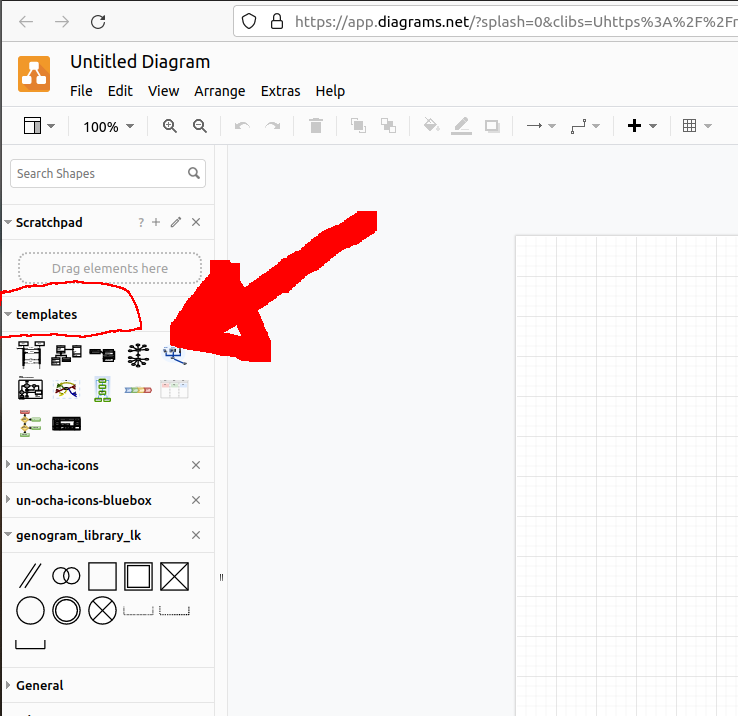 https://app.diagrams.net/?splash=0&clibs=Uhttps%3A%2F%2Fr
Untitled Diagram
File Edit View Arrange Extras Help
100%
Search Shapes
Scratchpad ?
Drag elements here
templates
un-ocha-icons
un-ocha-icons-bluebox
genogram_library_lk
General